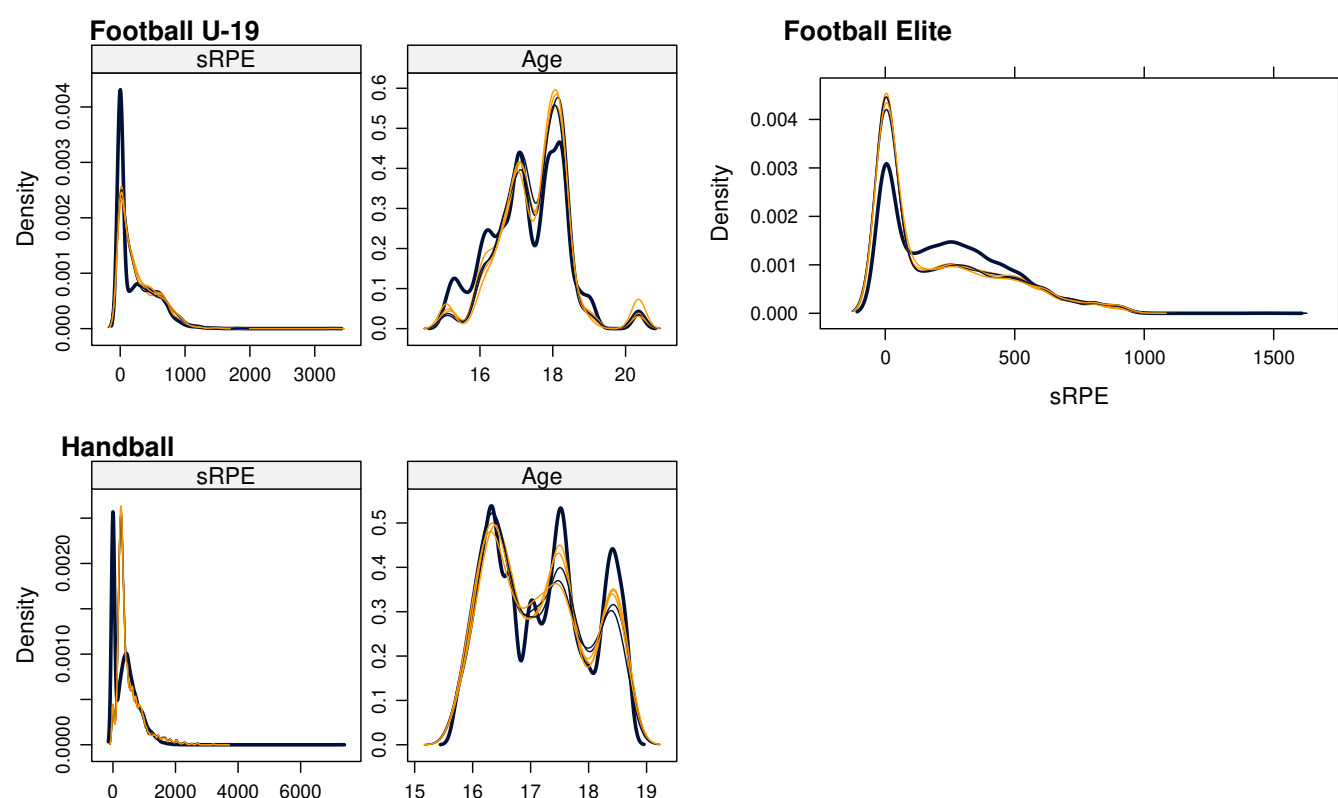 Football U-19
sRPE
Age
Density
0.000 0.001 0.002 0.003 0.004
0 1000 2000 3000
0.0 0.1 0.2 0.3 0.4 0.5 0.6
16 18 20
Football Elite
Density
0.004
0.003
0.002
0.001
0.000
0 500 1000 1500
sRPE
Handball
sRPE
Age
Density
0.0000 0.0010 0.0020
0 2000 4000 6000
0.0 0.1 0.2 0.3 0.4 0.5
15 16 17 18 19